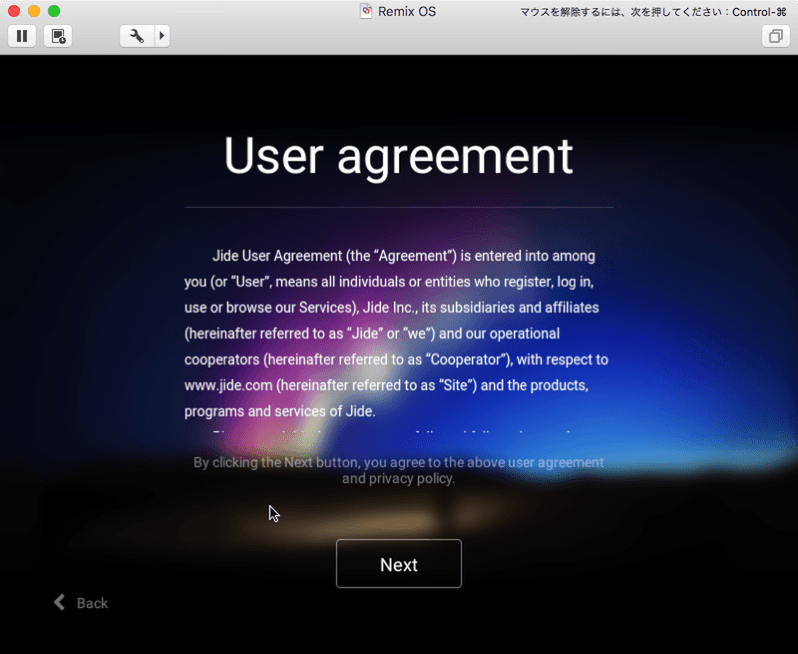 Remix OS
マウスを解除するには、次を押してください：Control-⌘
User agreement
Jide User Agreement (the “Agreement”) is entered into among
you (or “User”, means all individuals or entities who register, log in,
use or browse our Services), Jide Inc., its subsidiaries and affiliates
(hereinafter referred to as “Jide” or “we”) and our operational
cooperators (hereinafter referred to as “Cooperator”), with respect to
www.jide.com (hereinafter referred to as “Site”) and the products,
programs and services of Jide.
By clicking the Next button, you agree to the above user agreement
and privacy policy.
Next
Back